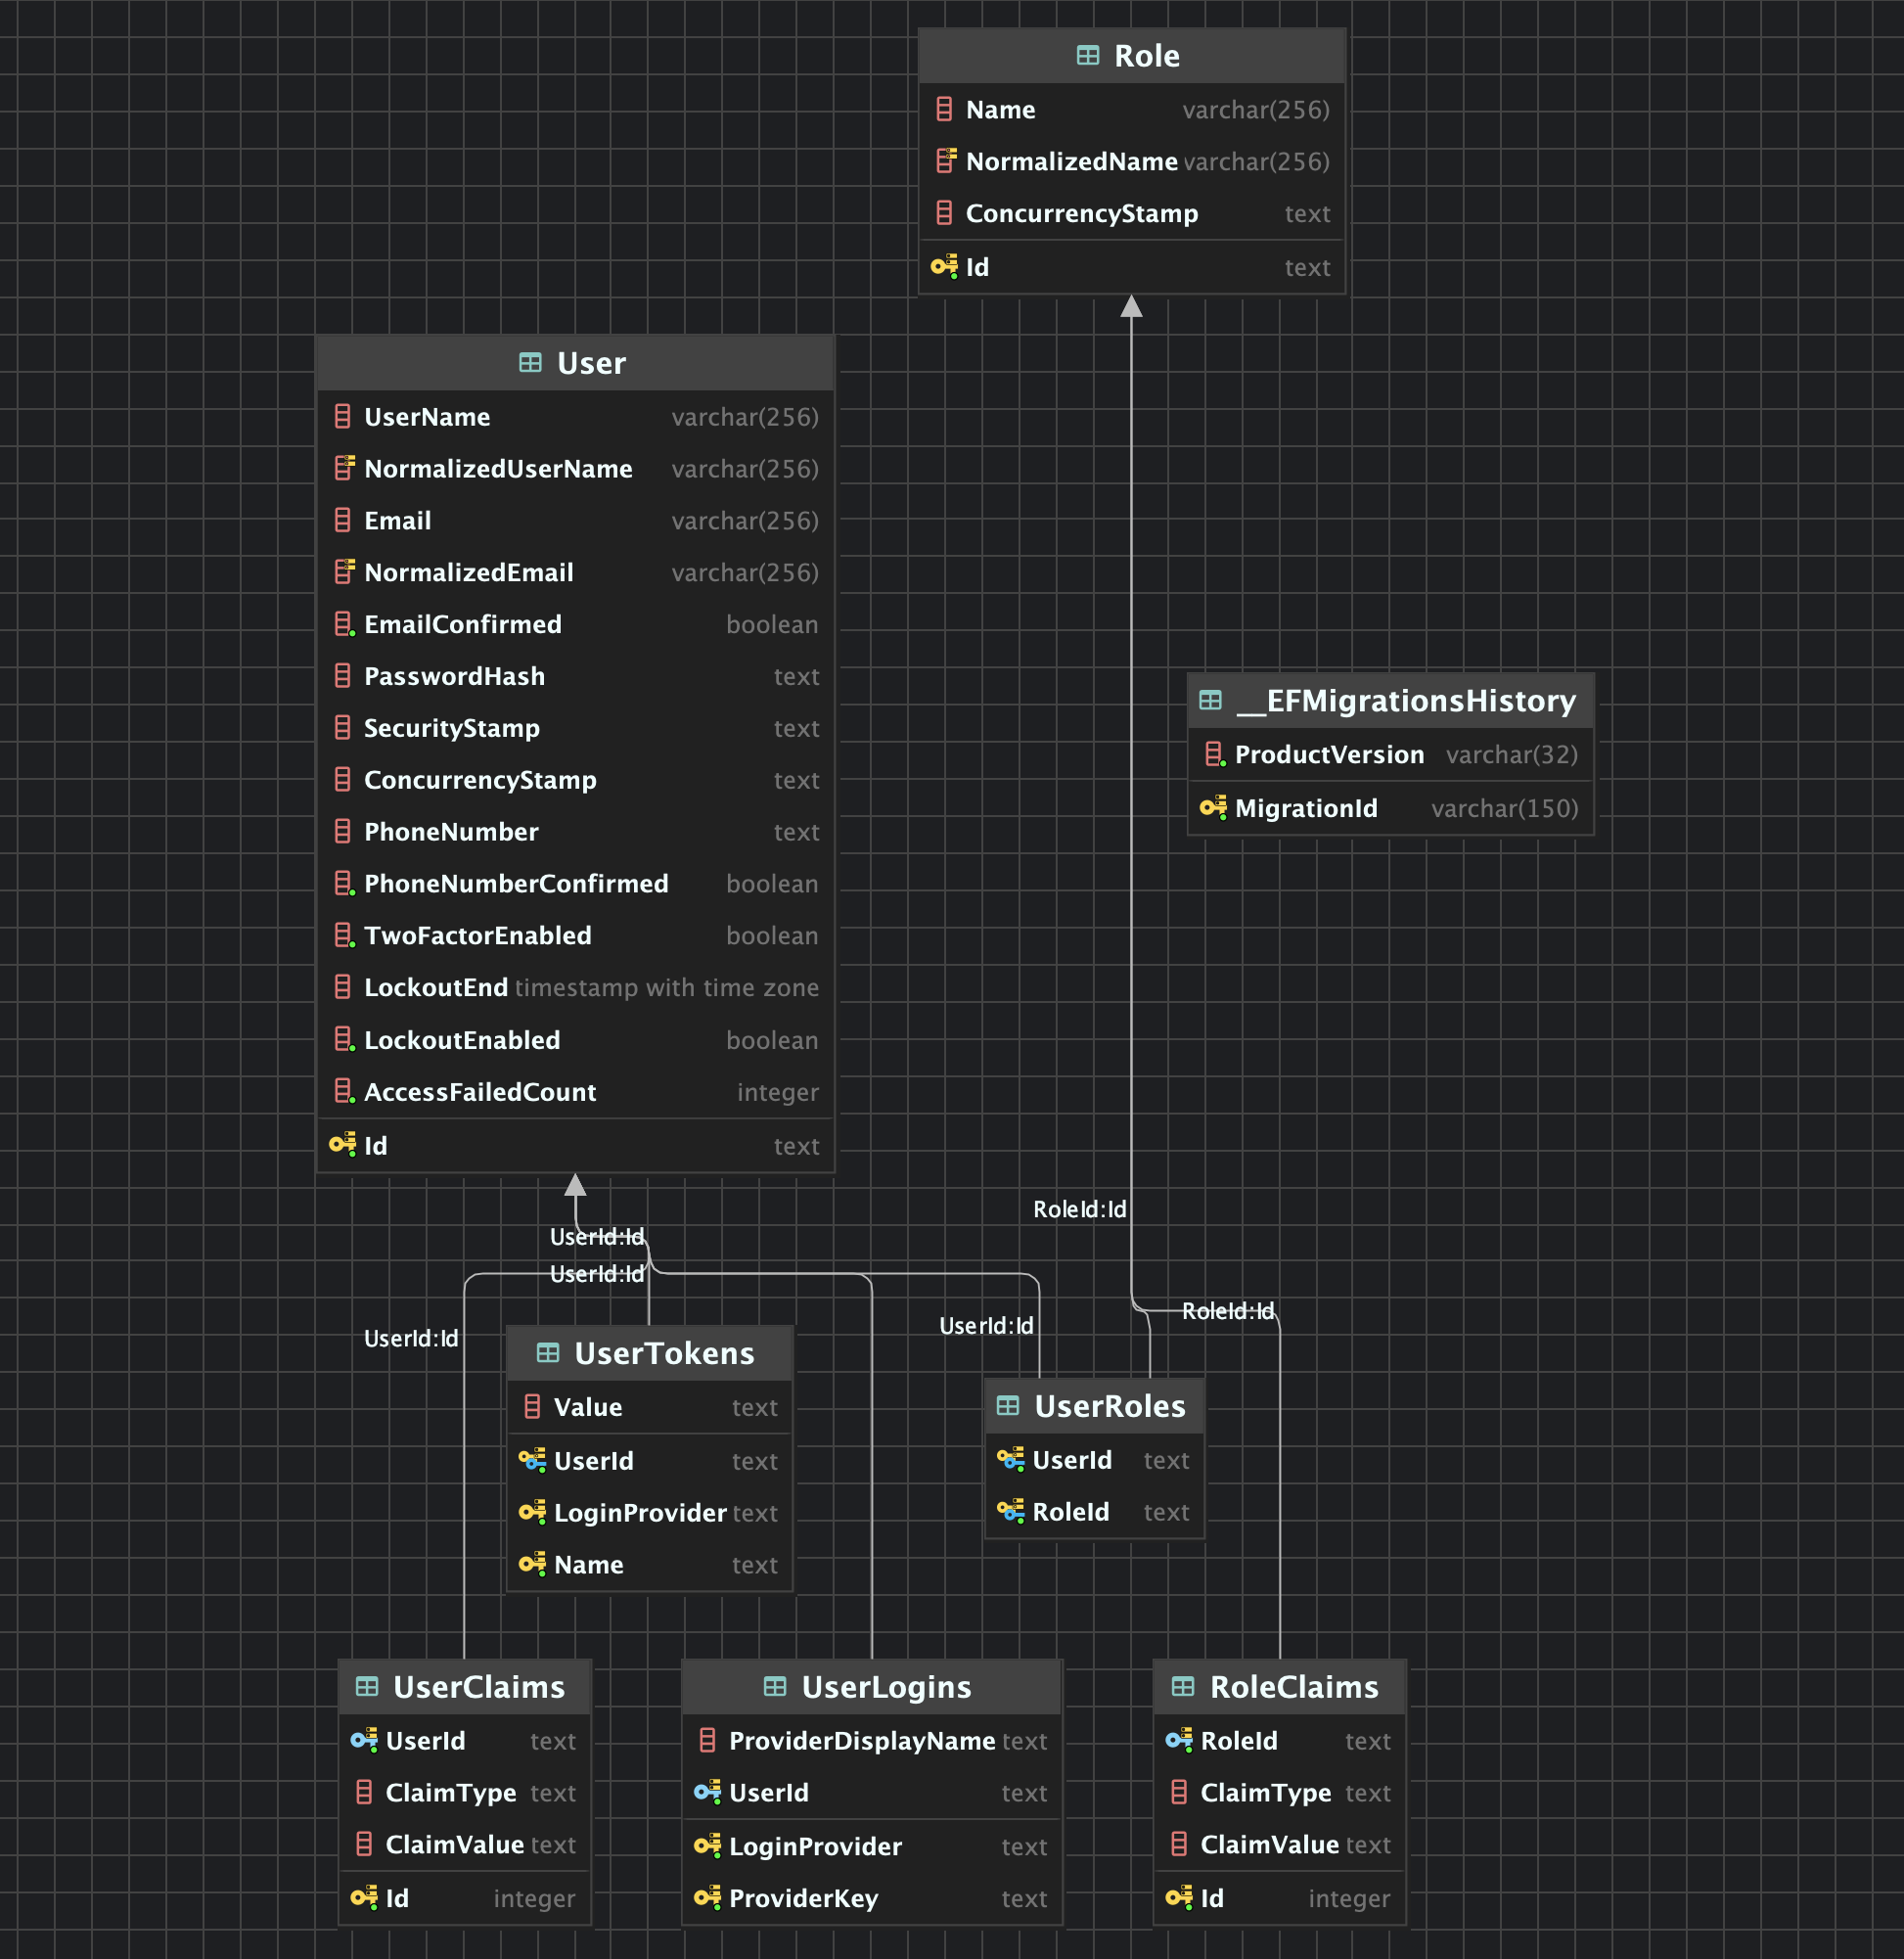 Role
Name varchar(256)
NormalizedName varchar(256)
ConcurrencyStamp text
Id text
User
UserName varchar(256)
NormalizedUserName varchar(256)
Email varchar(256)
NormalizedEmail varchar(256)
EmailConfirmed boolean
PasswordHash text
SecurityStamp text
ConcurrencyStamp text
PhoneNumber text
PhoneNumberConfirmed boolean
TwoFactorEnabled boolean
LockoutEnd timestamp with time zone
LockoutEnabled boolean
AccessFailedCount integer
Id text
__EFMigrationsHistory
ProductVersion varchar(32)
MigrationId varchar(150)
RoleId:Id
UserId:Id
UserId:Id
UserId:Id
UserId:Id
RoleId:Id
UserTokens
Value text
UserId text
LoginProvider text
Name text
UserRoles
UserId text
RoleId text
UserClaims
UserId text
ClaimType text
ClaimValue text
Id integer
UserLogins
ProviderDisplayName text
UserId text
LoginProvider text
ProviderKey text
RoleClaims
RoleId text
ClaimType text
ClaimValue text
Id integer